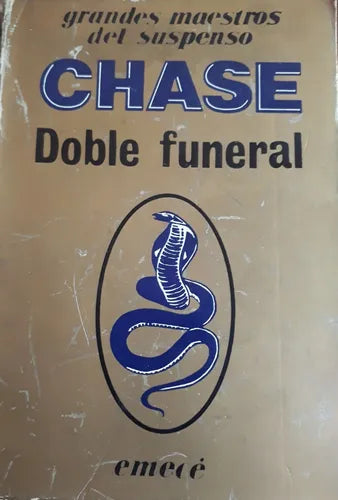 grandes maestros
del suspenso
CHASE
Doble funeral
emecé